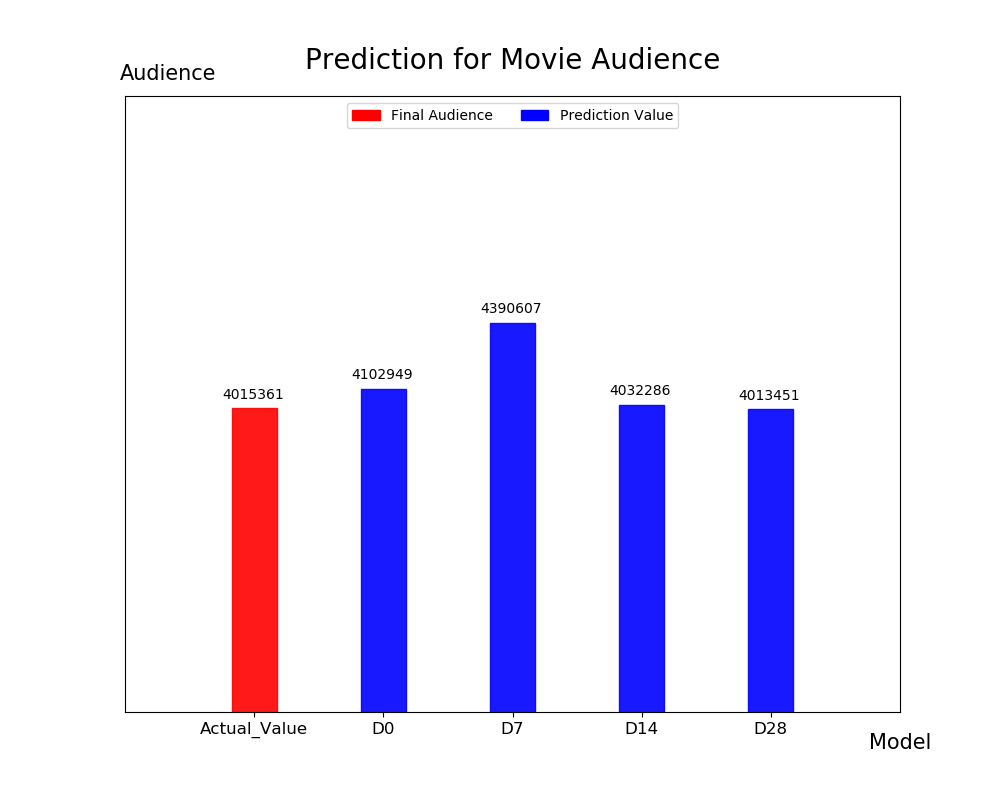 Prediction for Movie Audience
Audience
Final Audience
Prediction Value
4390607
4102949
4015361
4032286
4013451
Actual_Value
D0
D7
D14
D28
Model